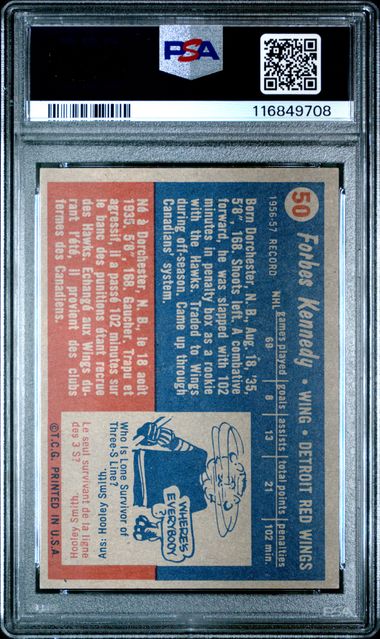 PSA
116849708
50 Forbes Kennedy • WING • DETROIT RED WINGS
1956-57 RECORD
games played goals assists total points penalties
NHL 69 8 13 21 102 min.
Born Dorchester, N. B., Aug. 18, 35,
5'8", 168. Shoots left. A combative
forward, he was slapped with 102
minutes in penalty box as a rookie
with the Hawks. Traded to Wings
during off-season. Came up through
Canadiens' system.
Né à Dorchester, N. B., le 18 août
1935. 5'8", 168. Gaucher. Trapu et
agressif, il a passé 102 minutes sur
le banc des punitions étant recrue
des Hawks. Echangé aux Wings du-
rant l'été, il provient des clubs
fermes des Canadiens.
WHERE'S
EVERYBODY?
Who Is Lone Survivor of
Three-S-Line?
Ans: Hooley Smith.
Le seul survivant de la ligne
des 3 S?
Hooley Smith.
© T.C.G. PRINTED IN U.S.A.
PSA